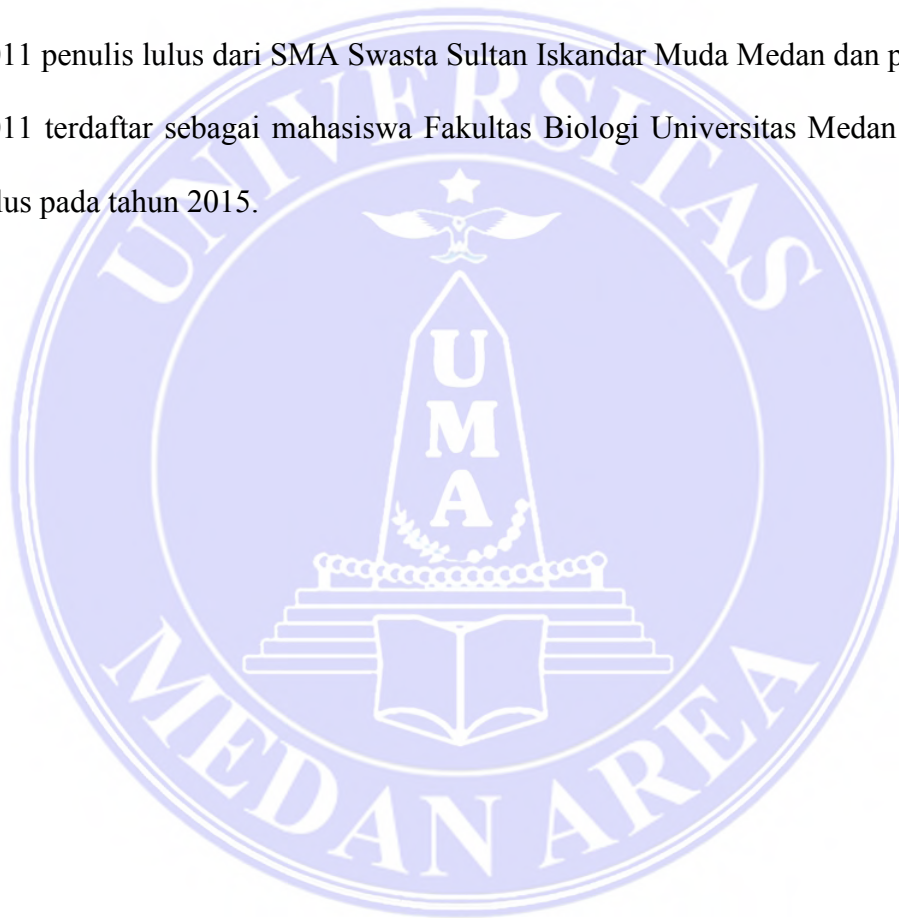 011 penulis lulus dari SMA Swasta Sultan Iskandar Muda Medan dan p
011 terdaftar sebagai mahasiswa Fakultas Biologi Universitas Medan
lus pada tahun 2015.
UNIVERSITAS
U
M
A
MEDAN AREA